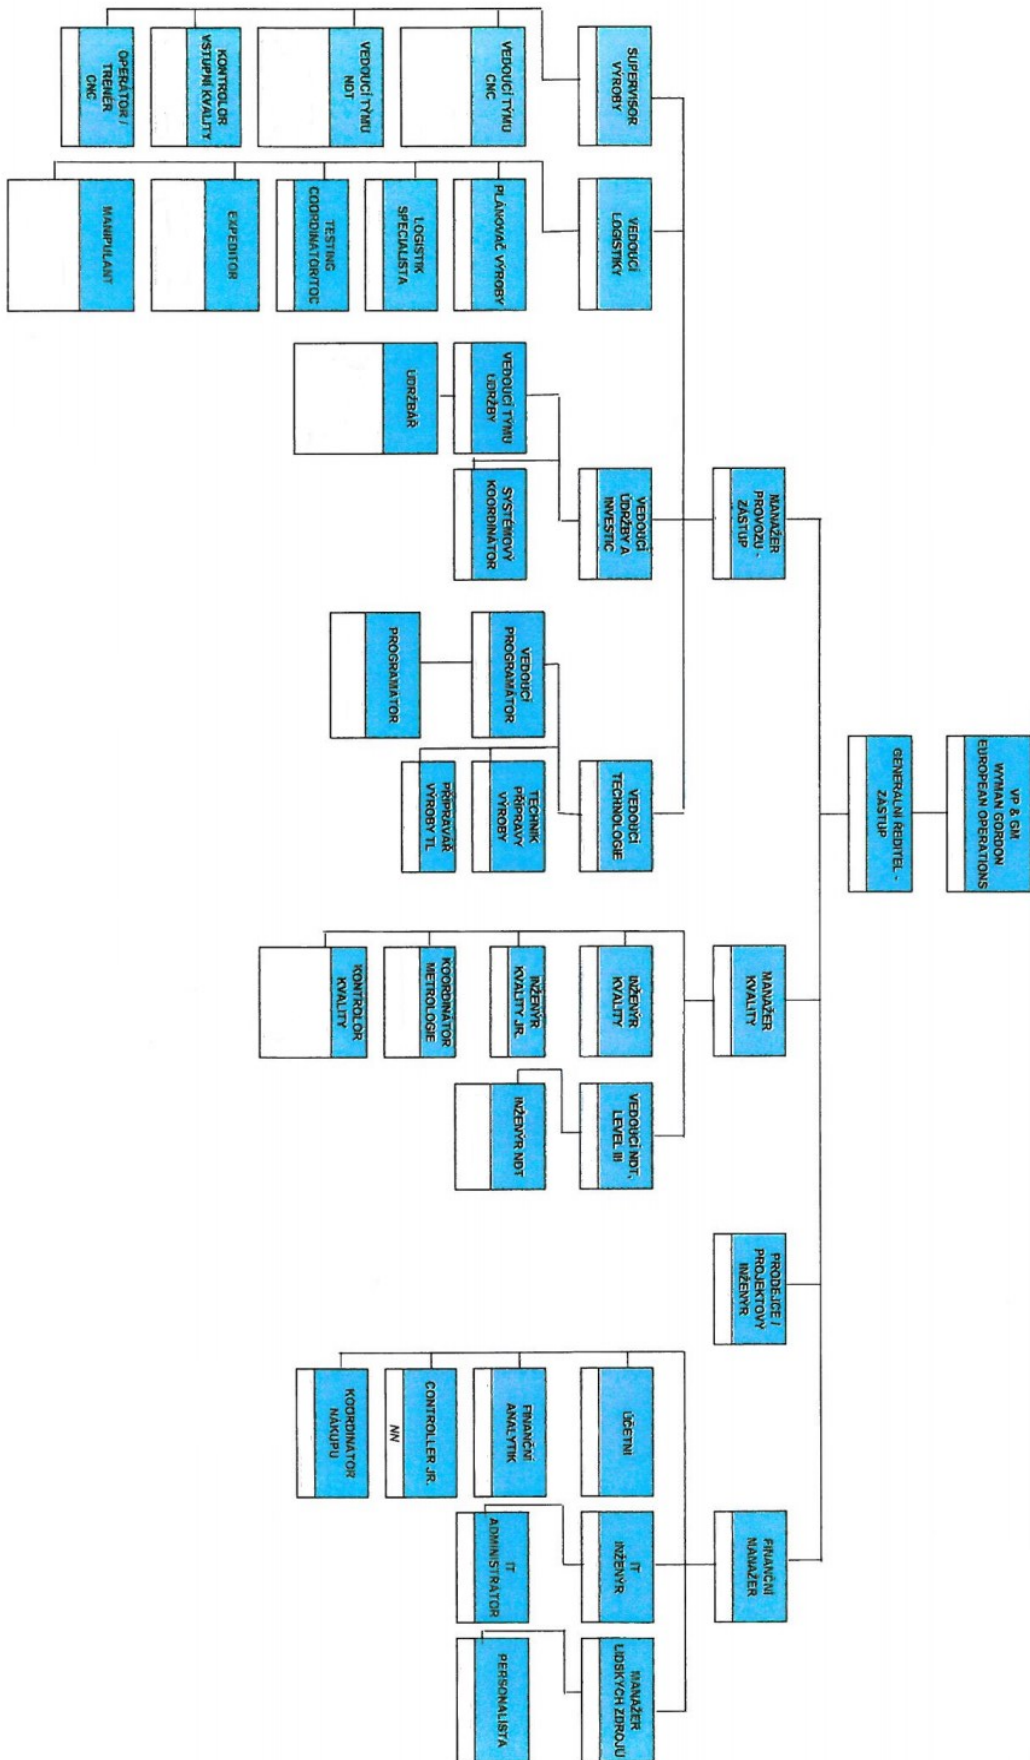 VP & GM
WYMAN GORDON
EUROPEAN OPERATIONS
GENERÁLNÍ ŘEDITEL -
ZÁSTUP
MANAŽER
PROVOZU -
ZÁSTUP
MANAŽER
KVALITY
PRODEJCE /
PROJEKTOVÝ
INŽENÝR
FINANČNÍ
MANAŽER
SUPERVISOR
VÝROBY
VEDOUCÍ
LOGISTIKY
VEDOUCÍ
ÚDRŽBY A
INVESTIC
VEDOUCÍ
TECHNOLOGIE
INŽENÝR
KVALITY
VEDOUCÍ NDT,
LEVEL III
ÚČETNÍ
IT
INŽENÝR
MANAŽER
LIDSKÝCH ZDROJŮ
VEDOUCÍ TÝMU
CNC
PLÁNOVAČ VÝROBY
VEDOUCÍ TÝMU
ÚDRŽBY
SYSTÉMOVÝ
KOORDINÁTOR
VEDOUCÍ
PROGRAMÁTOR
TECHNIK
PŘÍPRAVY
VÝROBY
INŽENÝR
KVALITY JR.
INŽENÝR NDT
FINANČNÍ
ANALYTIK
IT
ADMINISTRÁTOR
PERSONALISTA
VEDOUCÍ TÝMU
NDT
LOGISTIK
SPECIALISTA
ÚDRŽBÁŘ
PROGRAMÁTOR
PŘÍPRAVÁŘ
VÝROBY TL
KOORDINÁTOR
METROLOGIE
CONTROLLER JR.
NN
KONTROLOR
VSTUPNÍ KVALITY
TESTING
COORDINATOR/TOC
KONTROLOR
KVALITY
KOORDINÁTOR
NÁKUPU
OPERÁTOR /
TRENÉR
CNC
EXPEDITOR
MANIPULANT